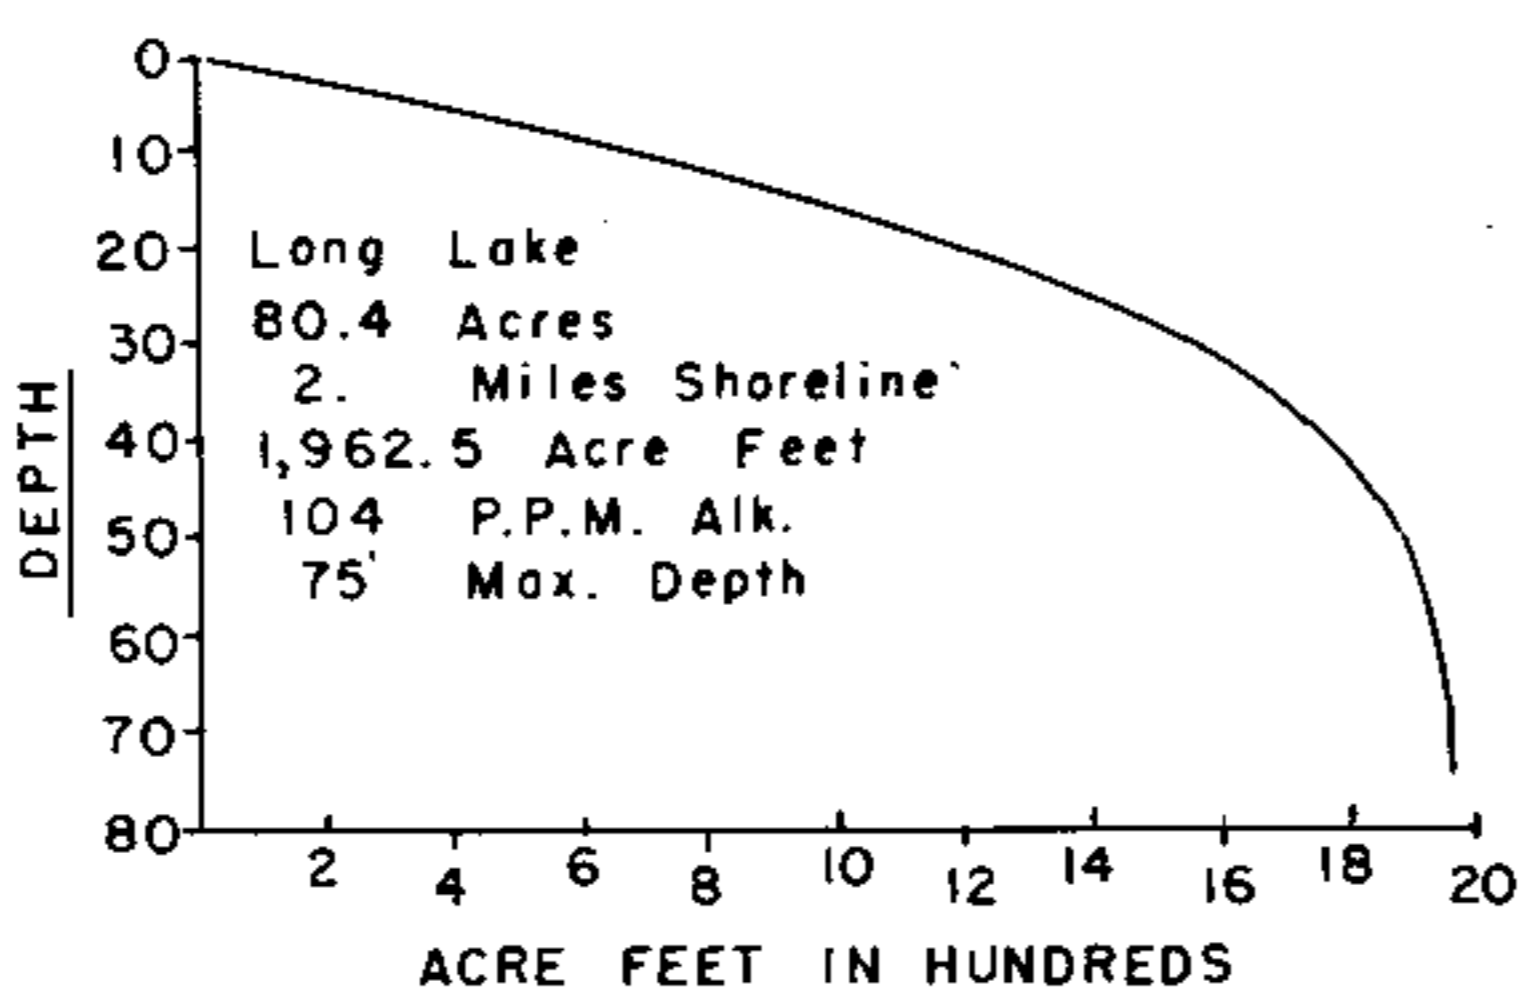 0
10
20
30
40
50
60
70
80
DEPTH
Long Lake
80.4 Acres
2. Miles Shoreline
1,962.5 Acre Feet
104 P.P.M. Alk.
75' Max. Depth
2 4 6 8 10 12 14 16 18 20
ACRE FEET IN HUNDREDS